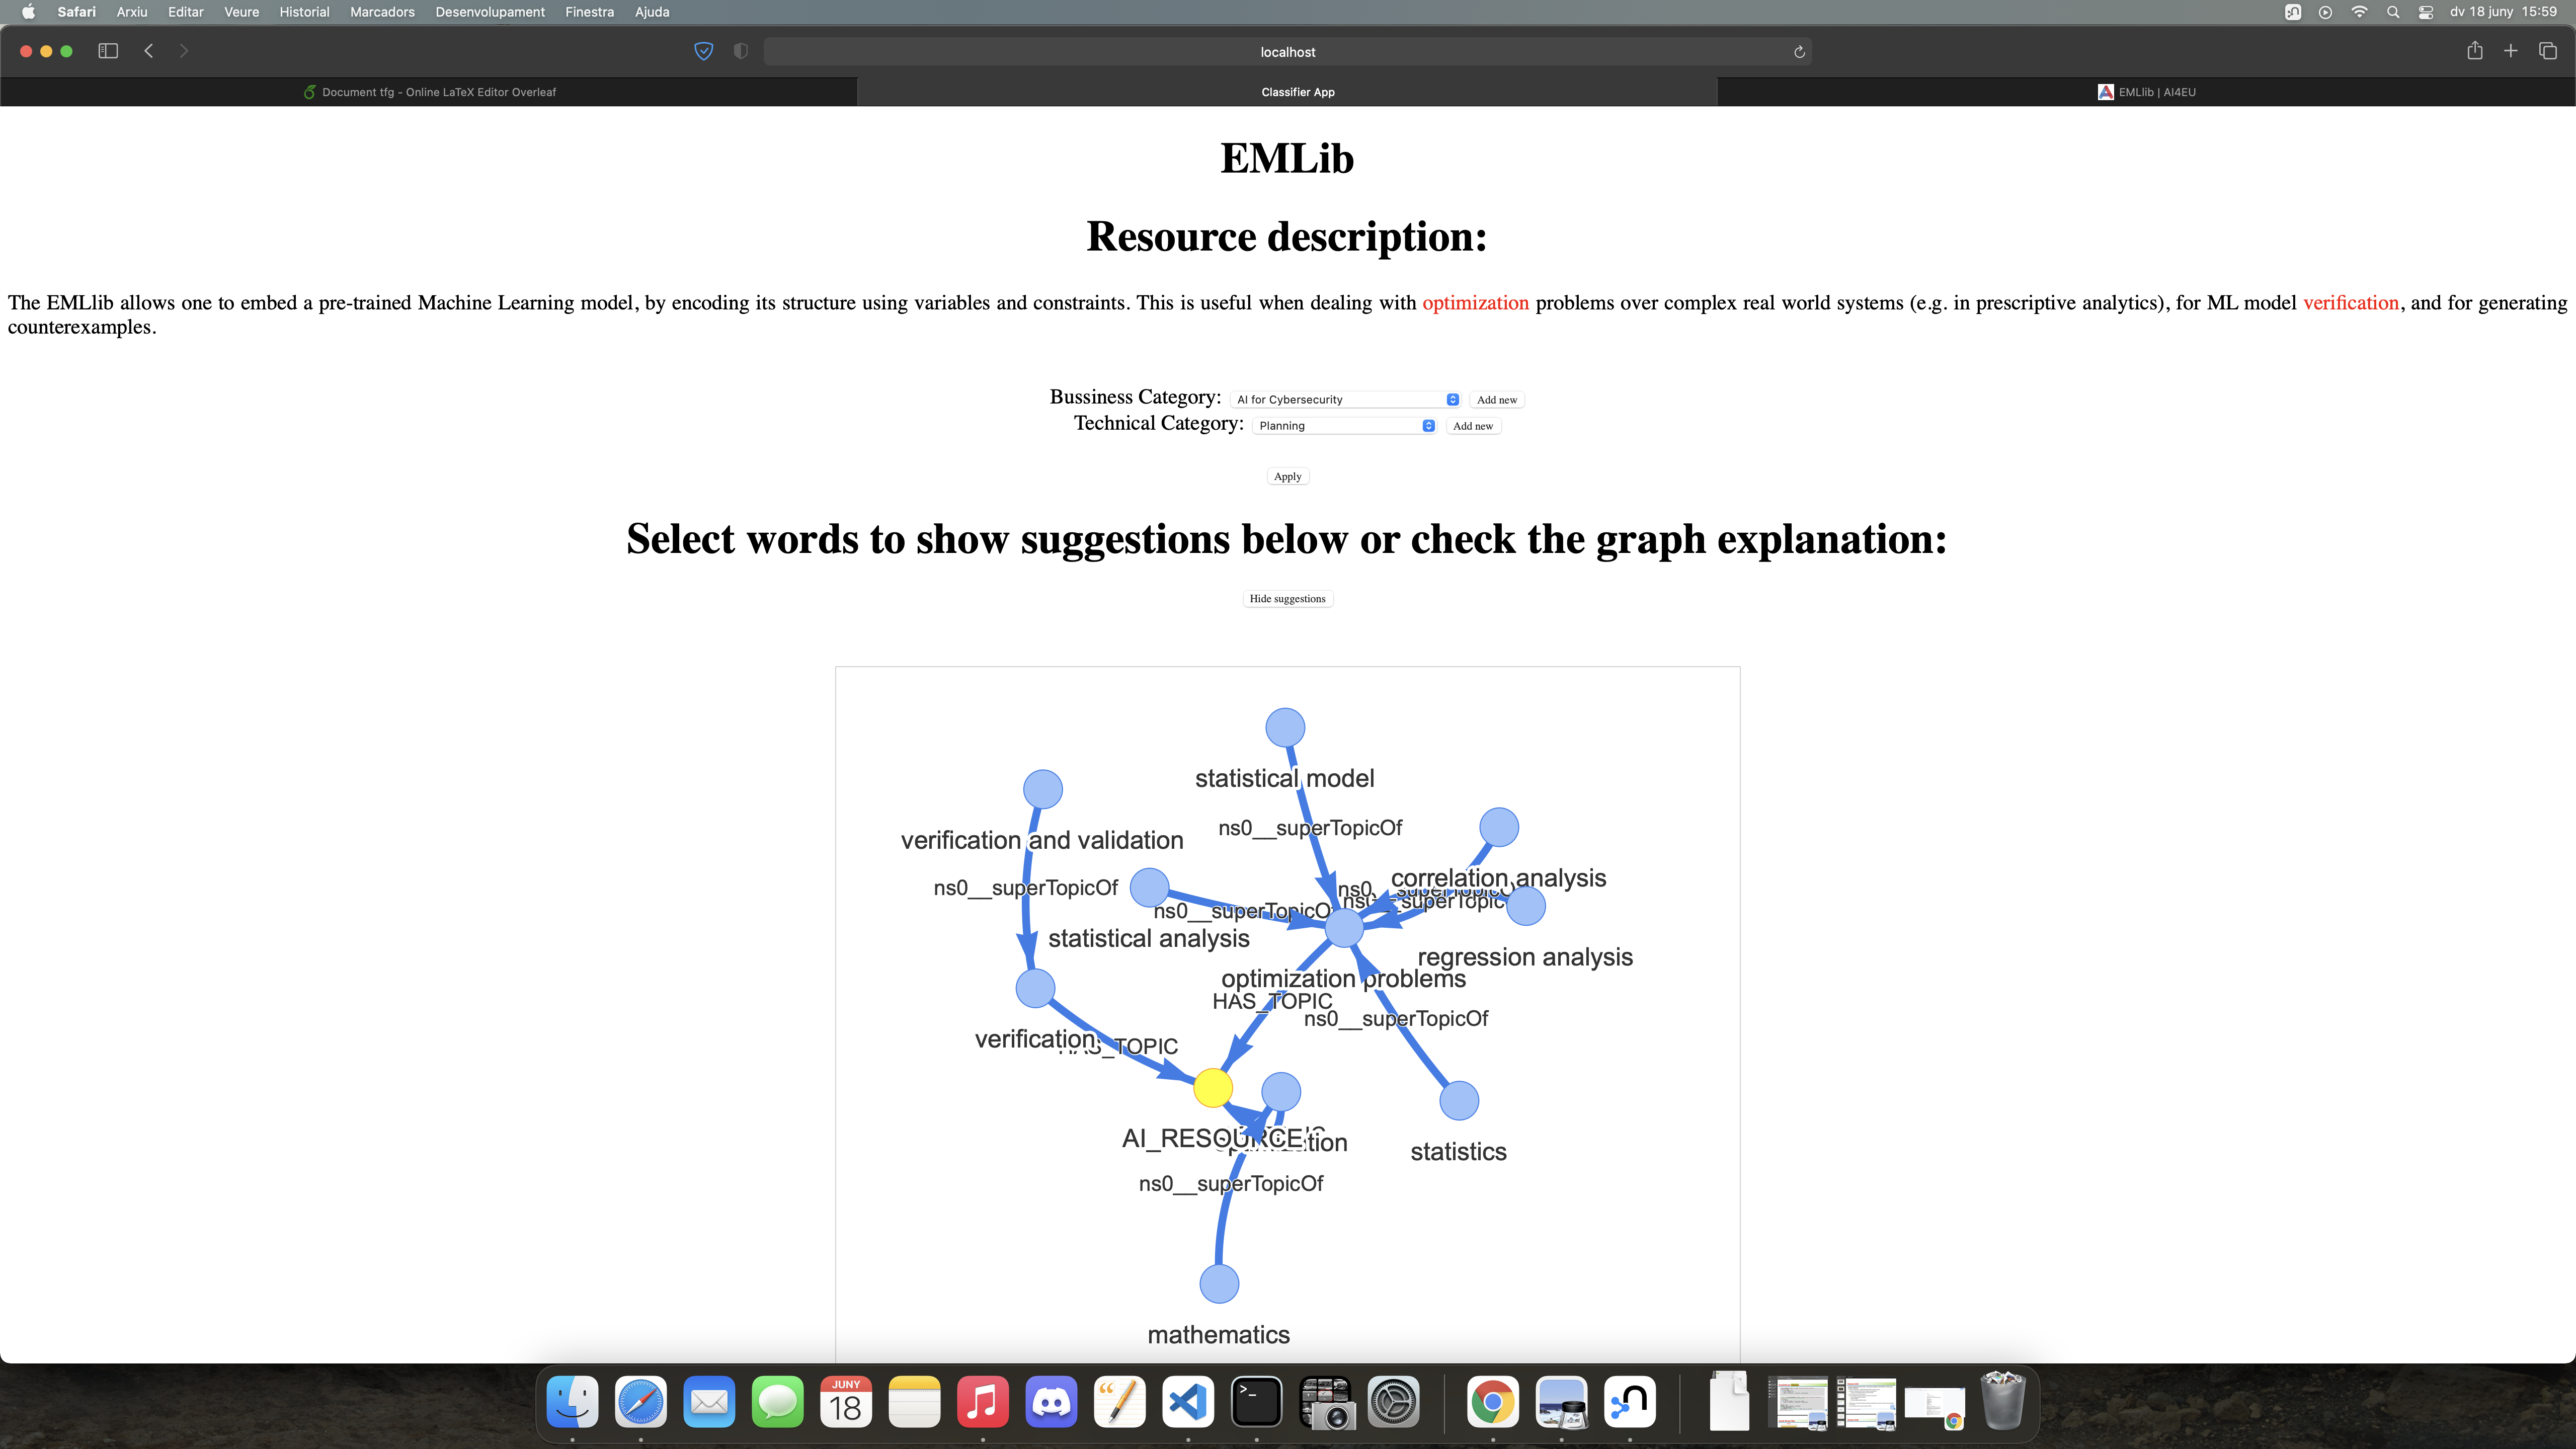 Safari Arxiu Editar Veure Historial Marcadors Desenvolupament Finestra Ajuda dv 18 juny 15:59
localhost
Document tfg - Online LaTeX Editor Overleaf
Classifier App
EMLlib | AI4EU
EMLib
Resource description:
The EMLlib allows one to embed a pre-trained Machine Learning model, by encoding its structure using variables and constraints. This is useful when dealing with optimization problems over complex real world systems (e.g. in prescriptive analytics), for ML model verification, and for generating
counterexamples.
Bussiness Category: AI for Cybersecurity Add new
Technical Category: Planning Add new
Apply
Select words to show suggestions below or check the graph explanation:
Hide suggestions
statistical model
ns0__superTopicOf
verification and validation
ns0__superTopicOf
correlation analysis
ns0__superTopicOf
statistical analysis
regression analysis
optimization problems
HAS_TOPIC
ns0__superTopicOf
verification
HAS_TOPIC
AI_RESOURCE
statistics
ns0__superTopicOf
mathematics
JUNY
18